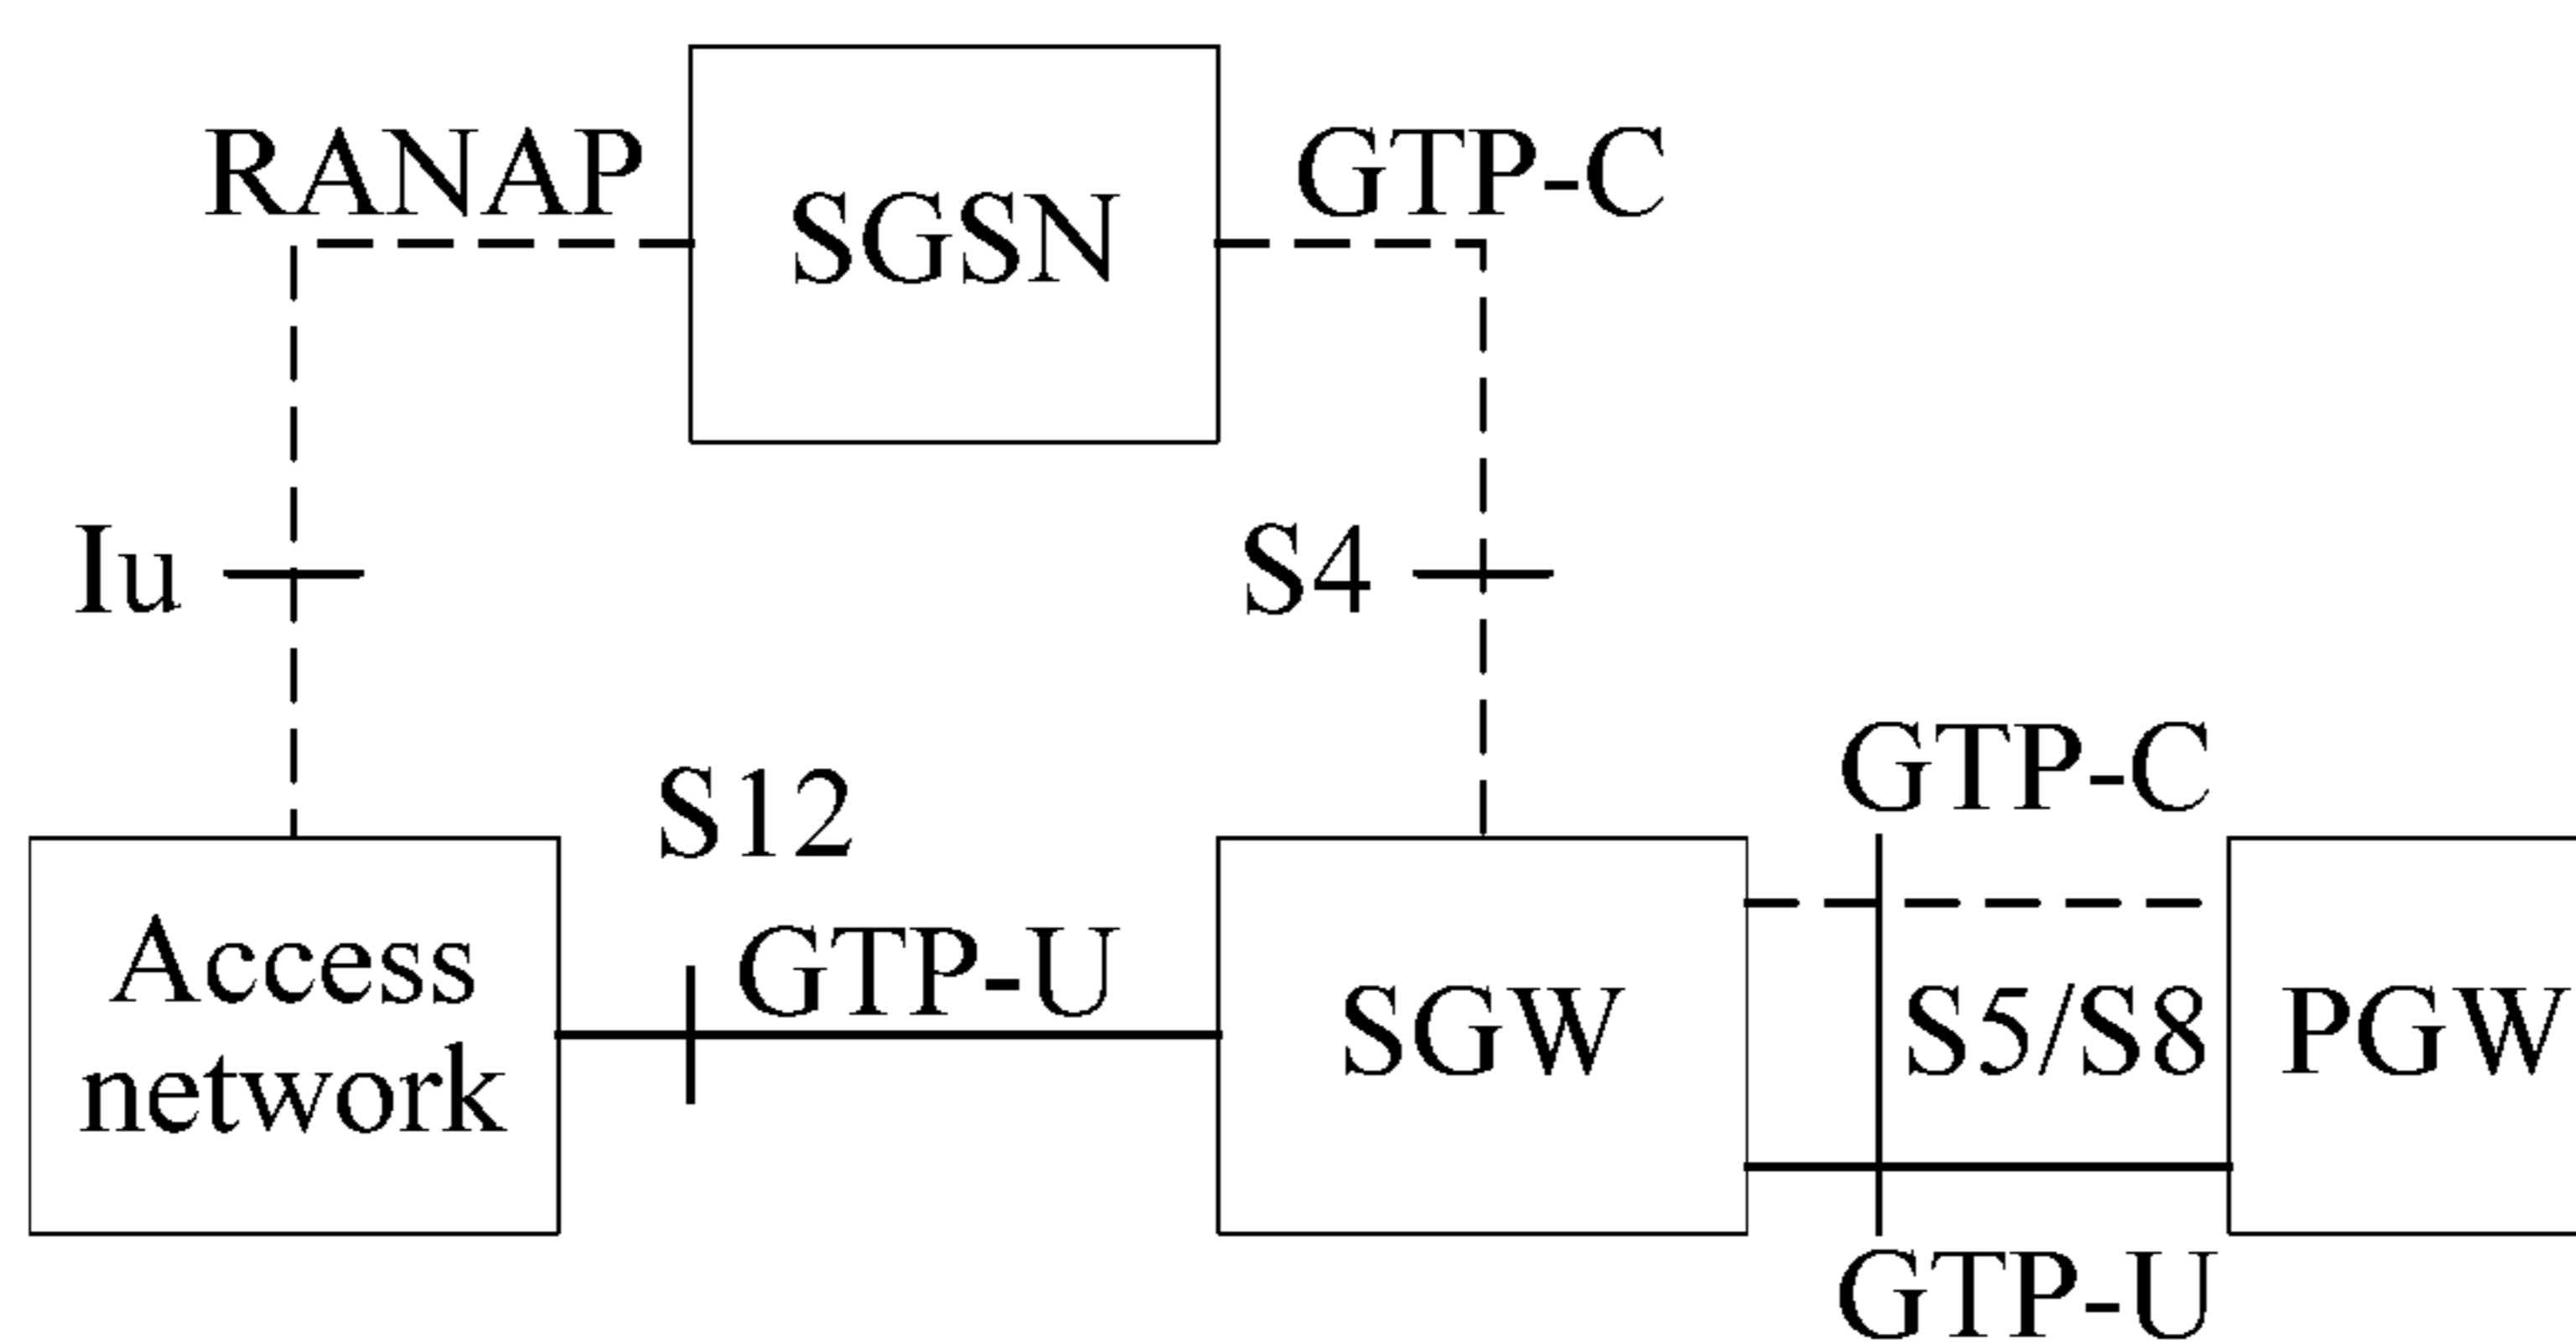 RANAP
SGSN
GTP-C
Iu
S4
S12
GTP-C
Access
network
GTP-U
SGW
S5/S8
PGW
GTP-U